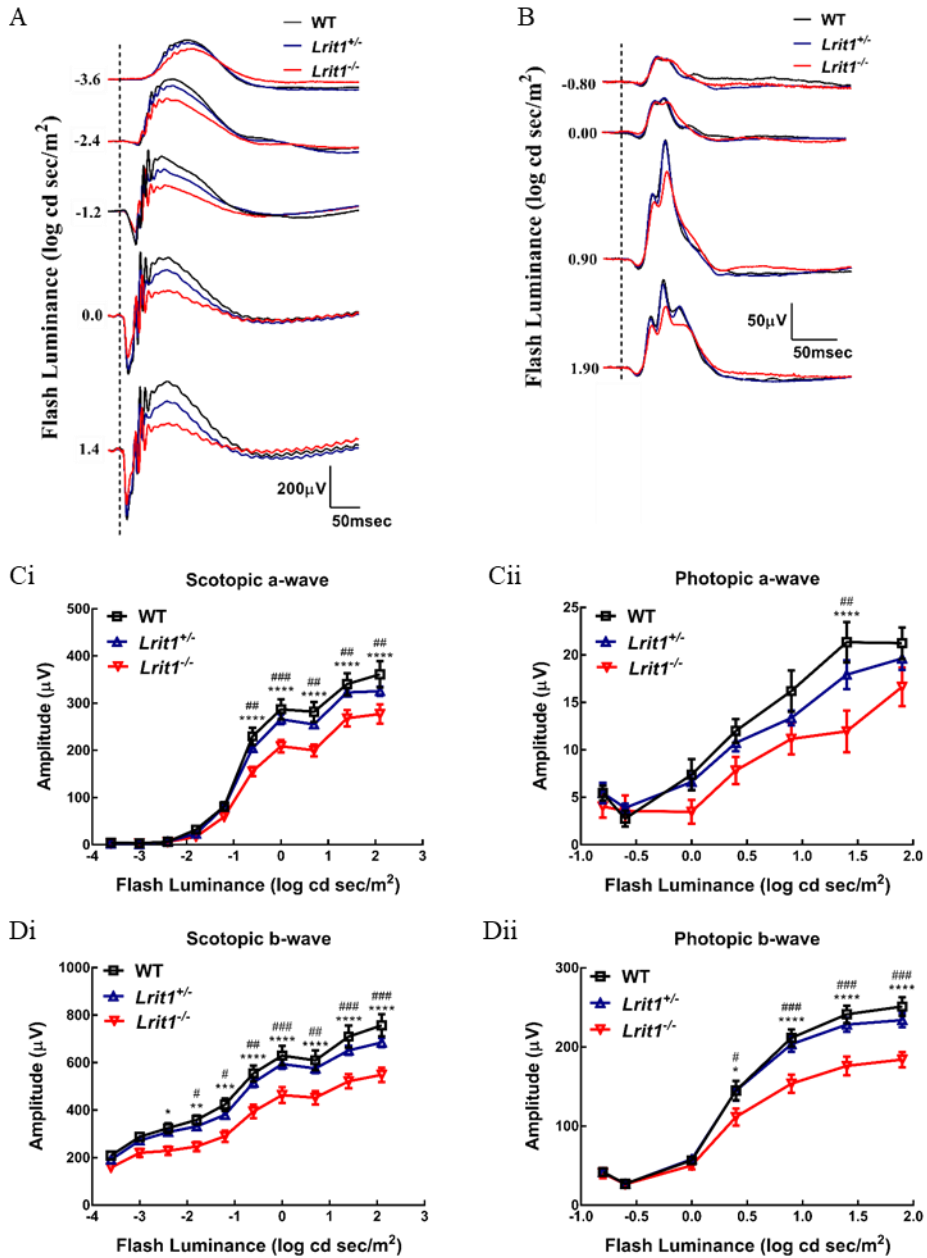 A
WT
Lrit1+/-
Lrit1-/-
Flash Luminance (log cd sec/m2)
-3.6
-2.4
-1.2
0.0
1.4
200µV
50msec
B
WT
Lrit1+/-
Lrit1-/-
Flash Luminance (log cd sec/m2)
-0.80
0.00
0.90
1.90
50µV
50msec
Ci
Scotopic a-wave
WT
Lrit1+/-
Lrit1-/-
Amplitude (µV)
500
400
300
200
100
0
## ### ## ## ##
**** **** **** **** ****
-4 -3 -2 -1 0 1 2 3
Flash Luminance (log cd sec/m2)
Cii
Photopic a-wave
WT
Lrit1+/-
Lrit1-/-
Amplitude (µV)
25
20
15
10
5
0
##
****
-1.0 -0.5 0.0 0.5 1.0 1.5 2.0
Flash Luminance (log cd sec/m2)
Di
Scotopic b-wave
WT
Lrit1+/-
Lrit1-/-
Amplitude (µV)
1000
800
600
400
200
0
# # ## ### ## ### ###
* ** *** **** **** **** **** ****
-4 -3 -2 -1 0 1 2 3
Flash Luminance (log cd sec/m2)
Dii
Photopic b-wave
WT
Lrit1+/-
Lrit1-/-
Amplitude (µV)
300
200
100
0
# ### ### ###
* **** **** ****
-1.0 -0.5 0.0 0.5 1.0 1.5 2.0
Flash Luminance (log cd sec/m2)